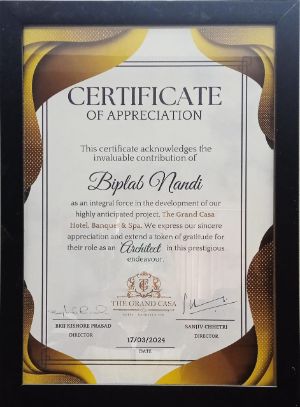 CERTIFICATE
OF APPRECIATION
This certificate acknowledges the
invaluable contribution of
Biplab Nandi
as an integral force in the development of our
highly anticipated project, The Grand Casa
Hotel, Banquet & Spa. We express our sincere
appreciation and extend a token of gratitude for
their role as an Architect in this prestigious
endeavour.
THE GRAND CASA
BRIJ KISHORE PRASAD
DIRECTOR
SANJIV CHHETRI
DIRECTOR
17/03/2024
DATE